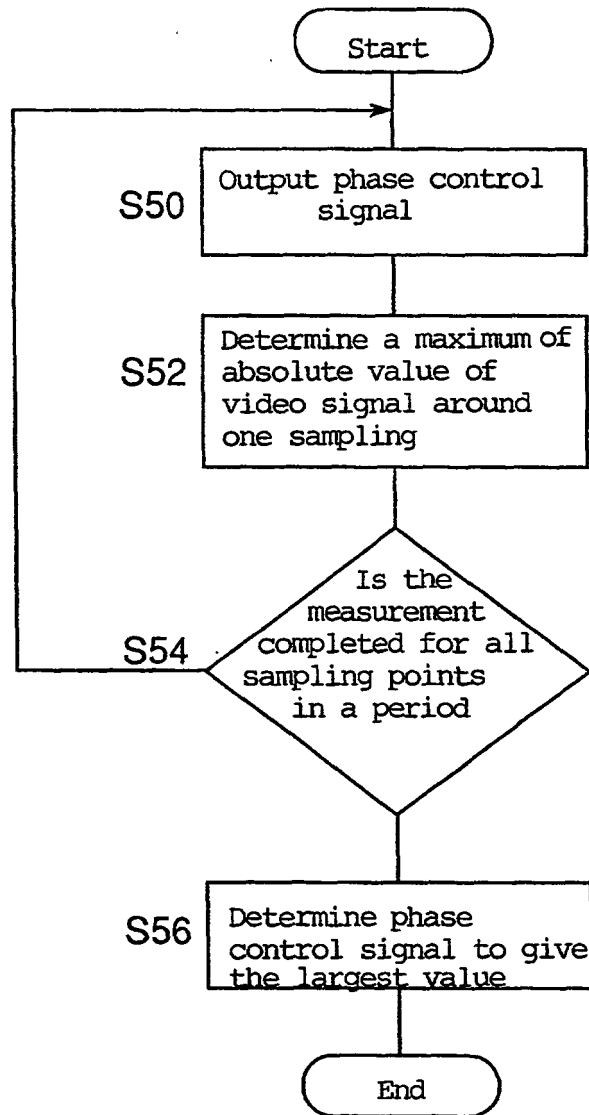 Start
S50
Output phase control
signal
S52
Determine a maximum of
absolute value of
video signal around
one sampling
S54
Is the
measurement
completed for all
sampling points
in a period
S56
Determine phase
control signal to give
the largest value
End